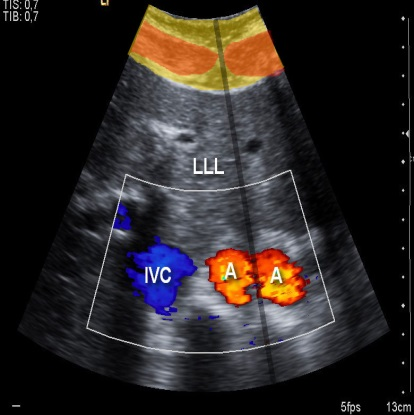 TIS: 0,7
TIB: 0,7
LLL
IVC
A
A
5fps
13cm